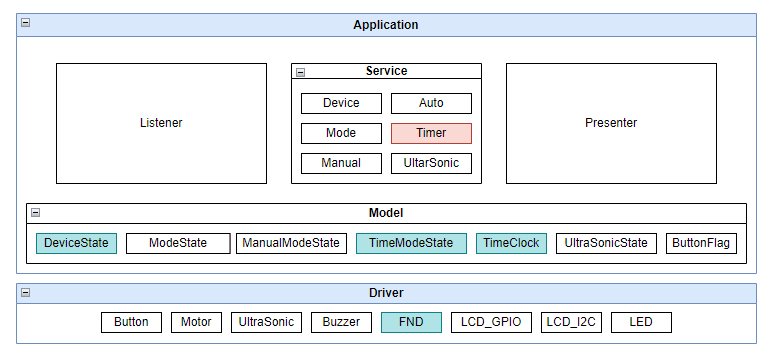 Application
Service
Listener
Device
Auto
Mode
Timer
Manual
UltarSonic
Presenter
Model
DeviceState
ModeState
ManualModeState
TimeModeState
TimeClock
UltraSonicState
ButtonFlag
Driver
Button
Motor
UltraSonic
Buzzer
FND
LCD_GPIO
LCD_I2C
LED